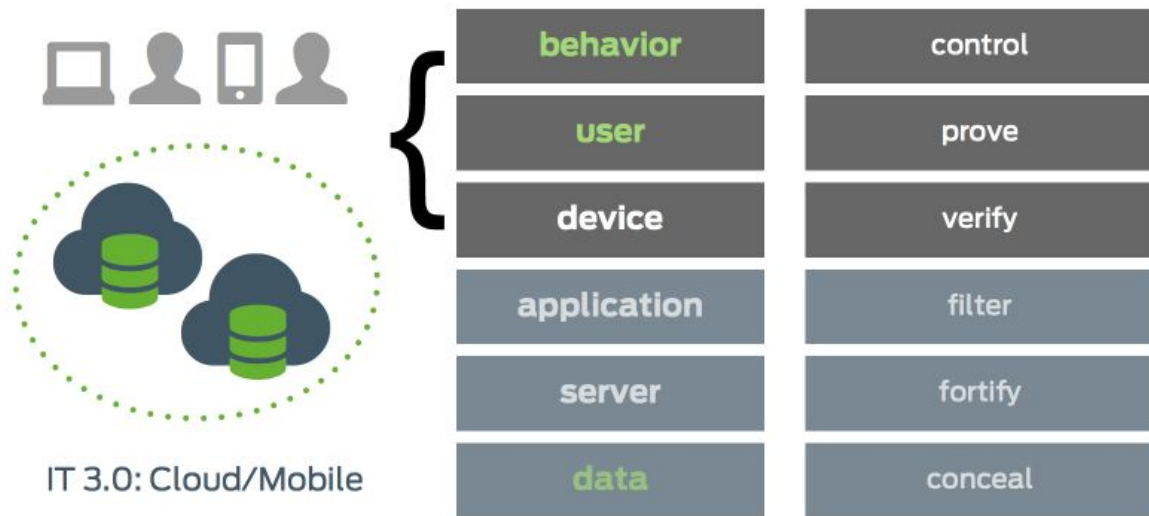 behavior control
user prove
device verify
application filter
server fortify
data conceal
IT 3.0: Cloud/Mobile